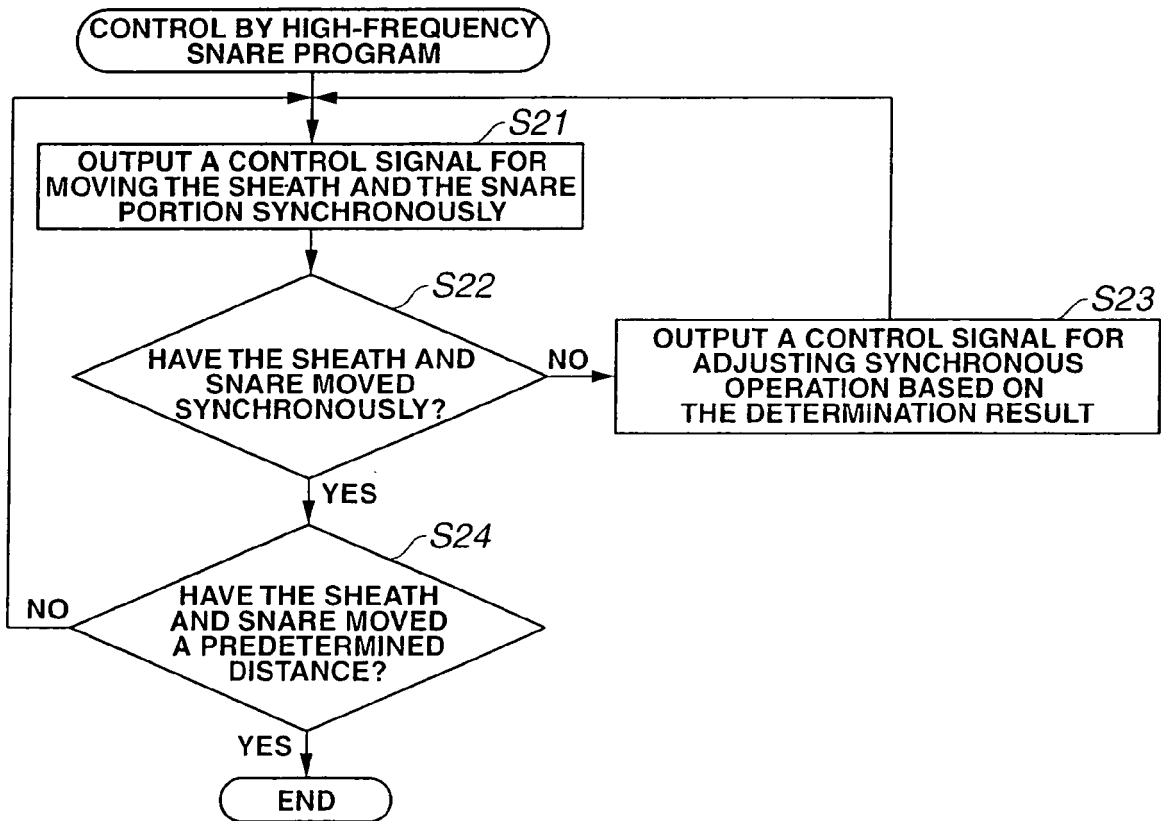 CONTROL BY HIGH-FREQUENCY
SNARE PROGRAM
S21
OUTPUT A CONTROL SIGNAL FOR
MOVING THE SHEATH AND THE SNARE
PORTION SYNCHRONOUSLY
S22
HAVE THE SHEATH AND
SNARE MOVED
SYNCHRONOUSLY?
NO
S23
OUTPUT A CONTROL SIGNAL FOR
ADJUSTING SYNCHRONOUS
OPERATION BASED ON
THE DETERMINATION RESULT
YES
S24
HAVE THE SHEATH
AND SNARE MOVED
A PREDETERMINED
DISTANCE?
NO
YES
END